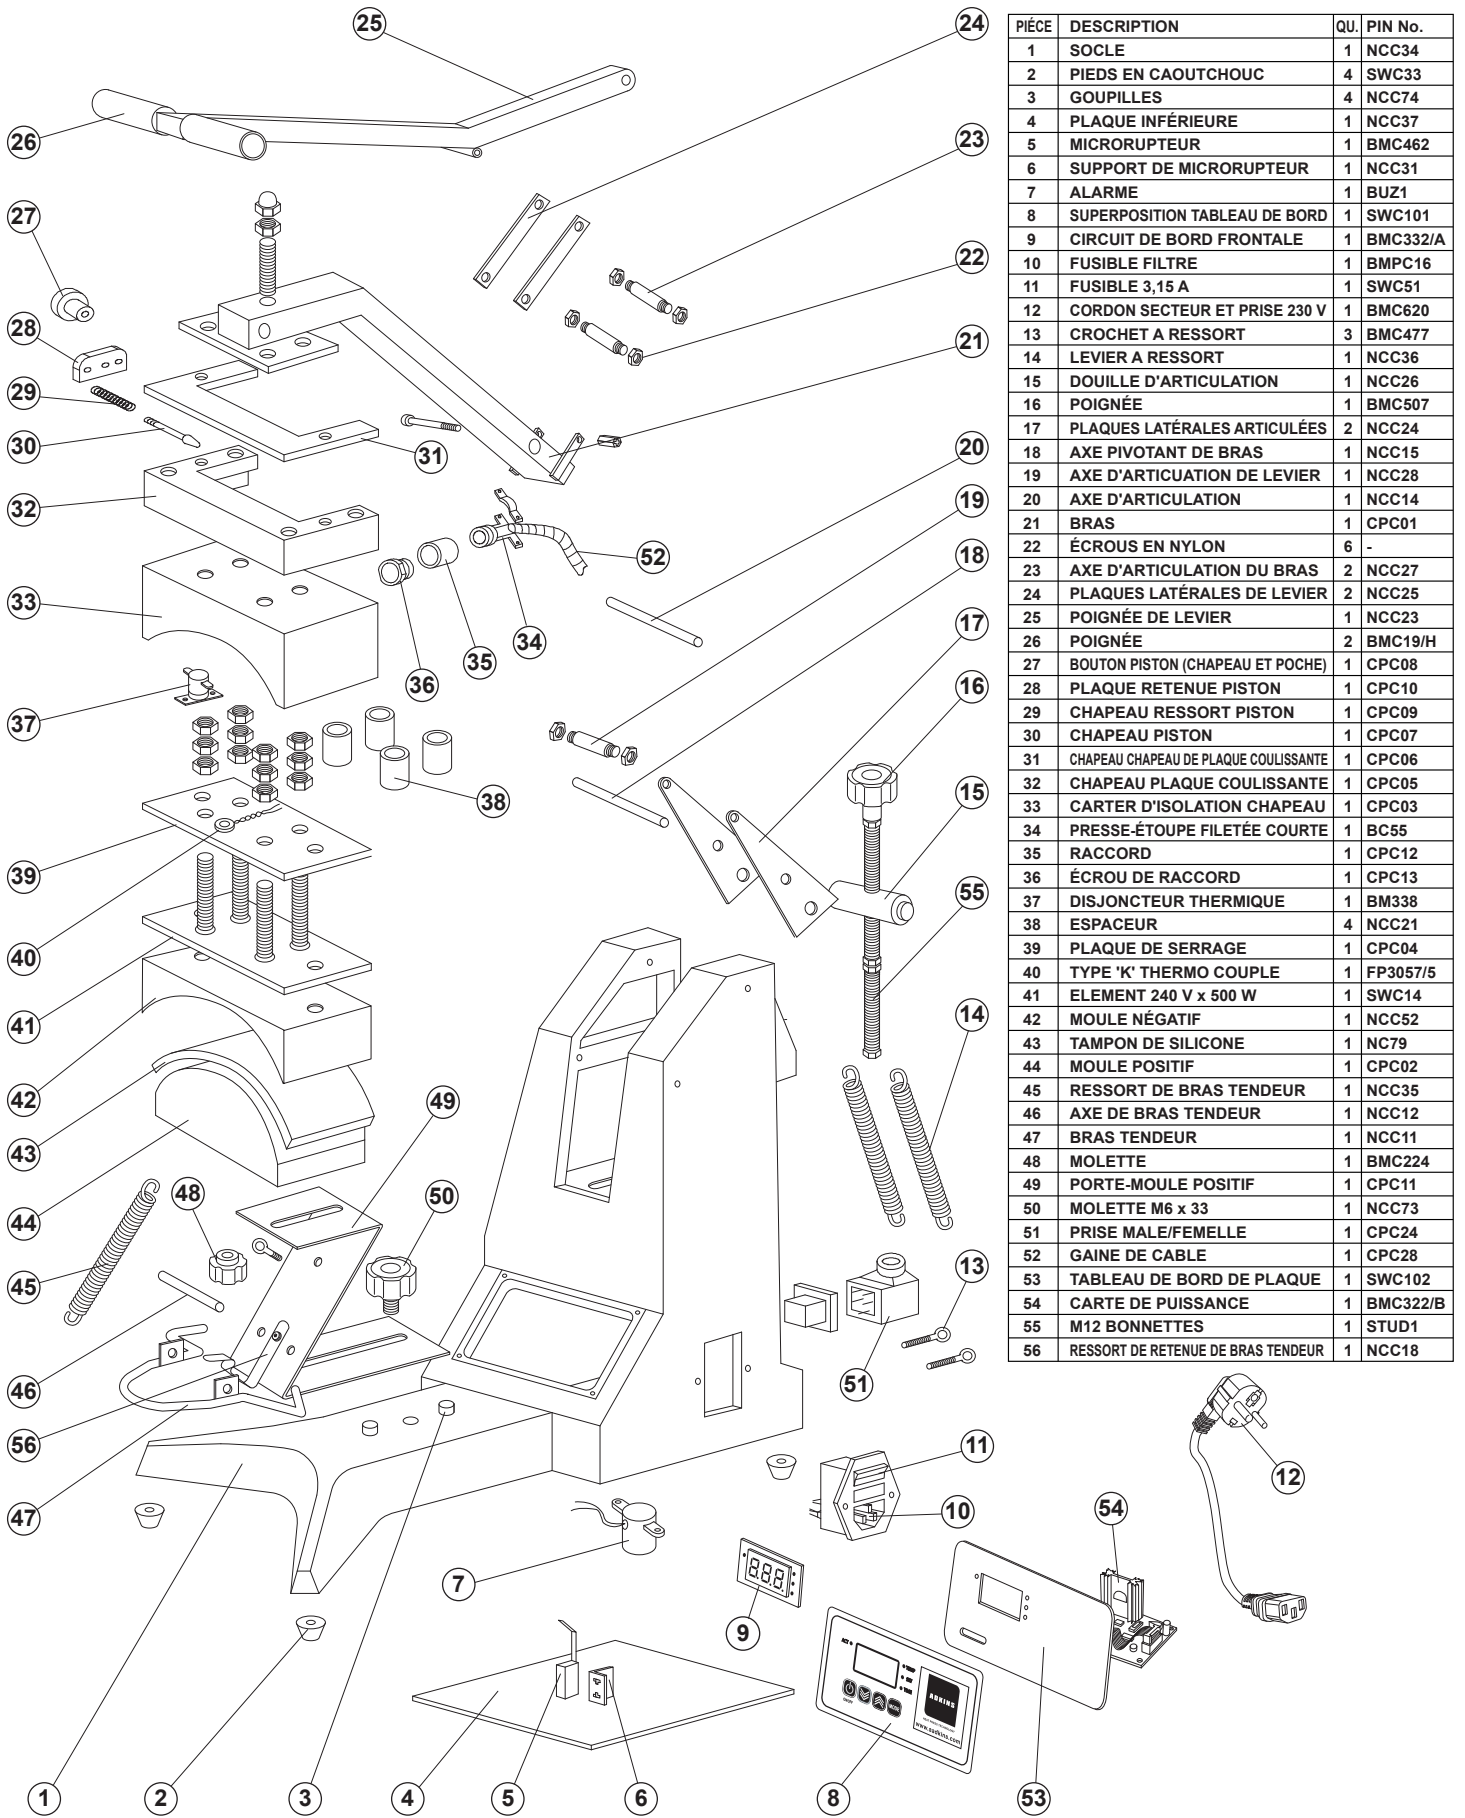 PIÉCE DESCRIPTION QU. PIN No.
1 SOCLE 1 NCC34
2 PIEDS EN CAOUTCHOUC 4 SWC33
3 GOUPILLES 4 NCC74
4 PLAQUE INFÉRIEURE 1 NCC37
5 MICRORUPTEUR 1 BMC462
6 SUPPORT DE MICRORUPTEUR 1 NCC31
7 ALARME 1 BUZ1
8 SUPERPOSITION TABLEAU DE BORD 1 SWC101
9 CIRCUIT DE BORD FRONTALE 1 BMC332/A
10 FUSIBLE FILTRE 1 BMPC16
11 FUSIBLE 3,15 A 1 SWC51
12 CORDON SECTEUR ET PRISE 230 V 1 BMC620
13 CROCHET A RESSORT 3 BMC477
14 LEVIER A RESSORT 1 NCC36
15 DOUILLE D'ARTICULATION 1 NCC26
16 POIGNÉE 1 BMC507
17 PLAQUES LATÉRALES ARTICULÉES 2 NCC24
18 AXE PIVOTANT DE BRAS 1 NCC15
19 AXE D'ARTICUATION DE LEVIER 1 NCC28
20 AXE D'ARTICULATION 1 NCC14
21 BRAS 1 CPC01
22 ÉCROUS EN NYLON 6 -
23 AXE D'ARTICULATION DU BRAS 2 NCC27
24 PLAQUES LATÉRALES DE LEVIER 2 NCC25
25 POIGNÉE DE LEVIER 1 NCC23
26 POIGNÉE 2 BMC19/H
27 BOUTON PISTON (CHAPEAU ET POCHE) 1 CPC08
28 PLAQUE RETENUE PISTON 1 CPC10
29 CHAPEAU RESSORT PISTON 1 CPC09
30 CHAPEAU PISTON 1 CPC07
31 CHAPEAU CHAPEAU DE PLAQUE COULISSANTE 1 CPC06
32 CHAPEAU PLAQUE COULISSANTE 1 CPC05
33 CARTER D'ISOLATION CHAPEAU 1 CPC03
34 PRESSE-ÉTOUPE FILETÉE COURTE 1 BC55
35 RACCORD 1 CPC12
36 ÉCROU DE RACCORD 1 CPC13
37 DISJONCTEUR THERMIQUE 1 BM338
38 ESPACEUR 4 NCC21
39 PLAQUE DE SERRAGE 1 CPC04
40 TYPE 'K' THERMO COUPLE 1 FP3057/5
41 ELEMENT 240 V x 500 W 1 SWC14
42 MOULE NÉGATIF 1 NCC52
43 TAMPON DE SILICONE 1 NC79
44 MOULE POSITIF 1 CPC02
45 RESSORT DE BRAS TENDEUR 1 NCC35
46 AXE DE BRAS TENDEUR 1 NCC12
47 BRAS TENDEUR 1 NCC11
48 MOLETTE 1 BMC224
49 PORTE-MOULE POSITIF 1 CPC11
50 MOLETTE M6 x 33 1 NCC73
51 PRISE MALE/FEMELLE 1 CPC24
52 GAINE DE CABLE 1 CPC28
53 TABLEAU DE BORD DE PLAQUE 1 SWC102
54 CARTE DE PUISSANCE 1 BMC322/B
55 M12 BONNETTES 1 STUD1
56 RESSORT DE RETENUE DE BRAS TENDEUR 1 NCC18
25
24
26
23
27
22
28
21
29
30
31
20
32
19
52
18
33
34
17
35
36
16
37
38
15
39
55
40
41
14
42
49
43
48
50
44
45
13
51
46
56
11
12
47
10
54
7
9
8.8.8.
ADKINS
www.aadkins.com
1
2
3
4
5
6
8
53